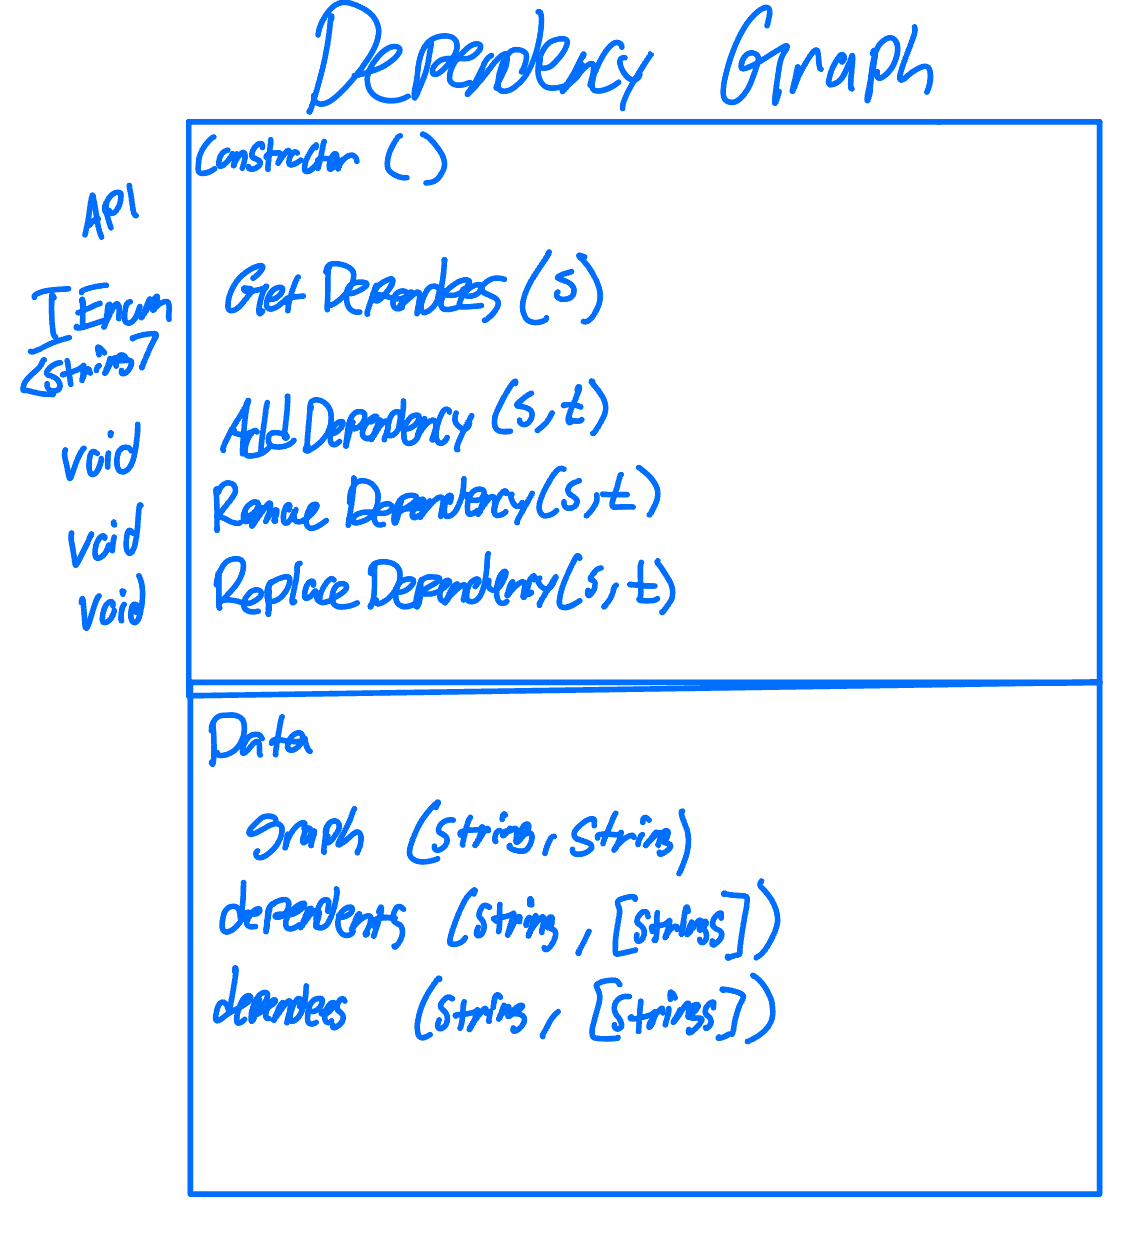 Dependency Graph
Constructor ()
API
IEnum <string>
Get Dependees (s)
void Add Dependency (s, t)
void Remove Dependency (s, t)
void Replace Dependency (s, t)
Data
graph (string, string)
dependents (string, [strings])
dependees (string, [strings])